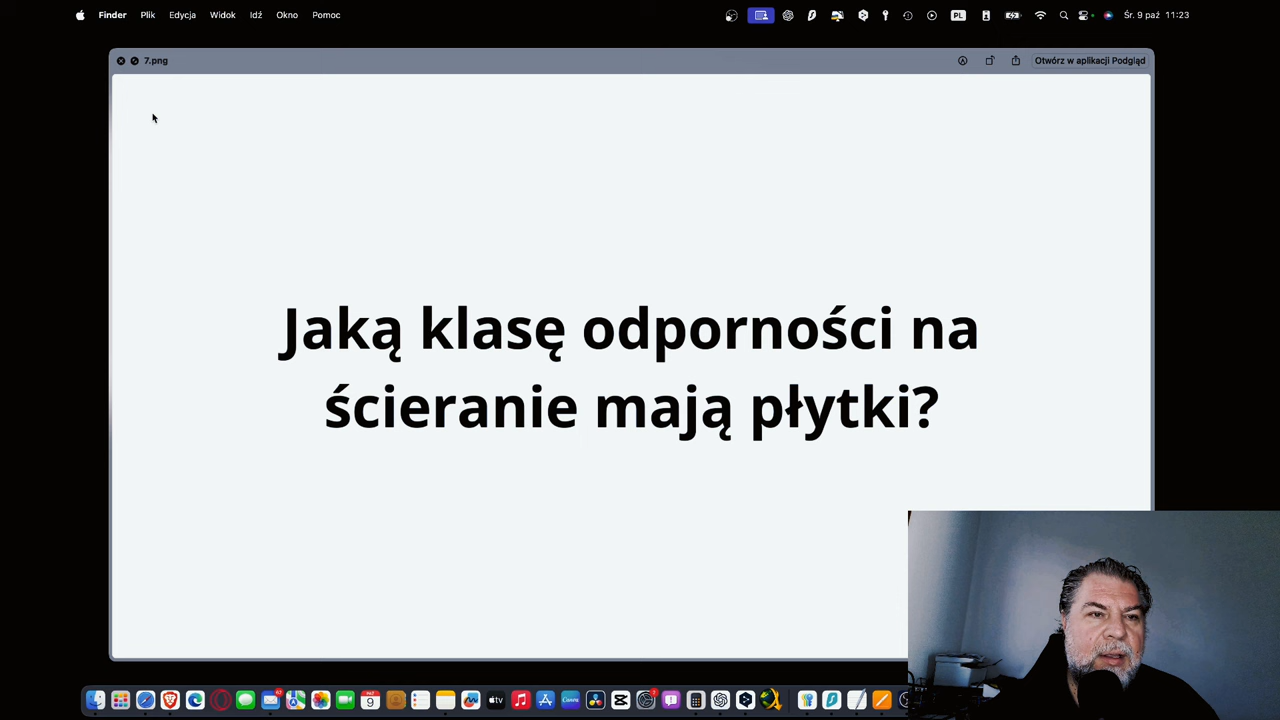 Finder Plik Edycja Widok Idź Okno Pomoc
PL
Śr. 9 paź 11:23
7.png
Otwórz w aplikacji Podgląd
Jaką klasę odporności na
ścieranie mają płytki?